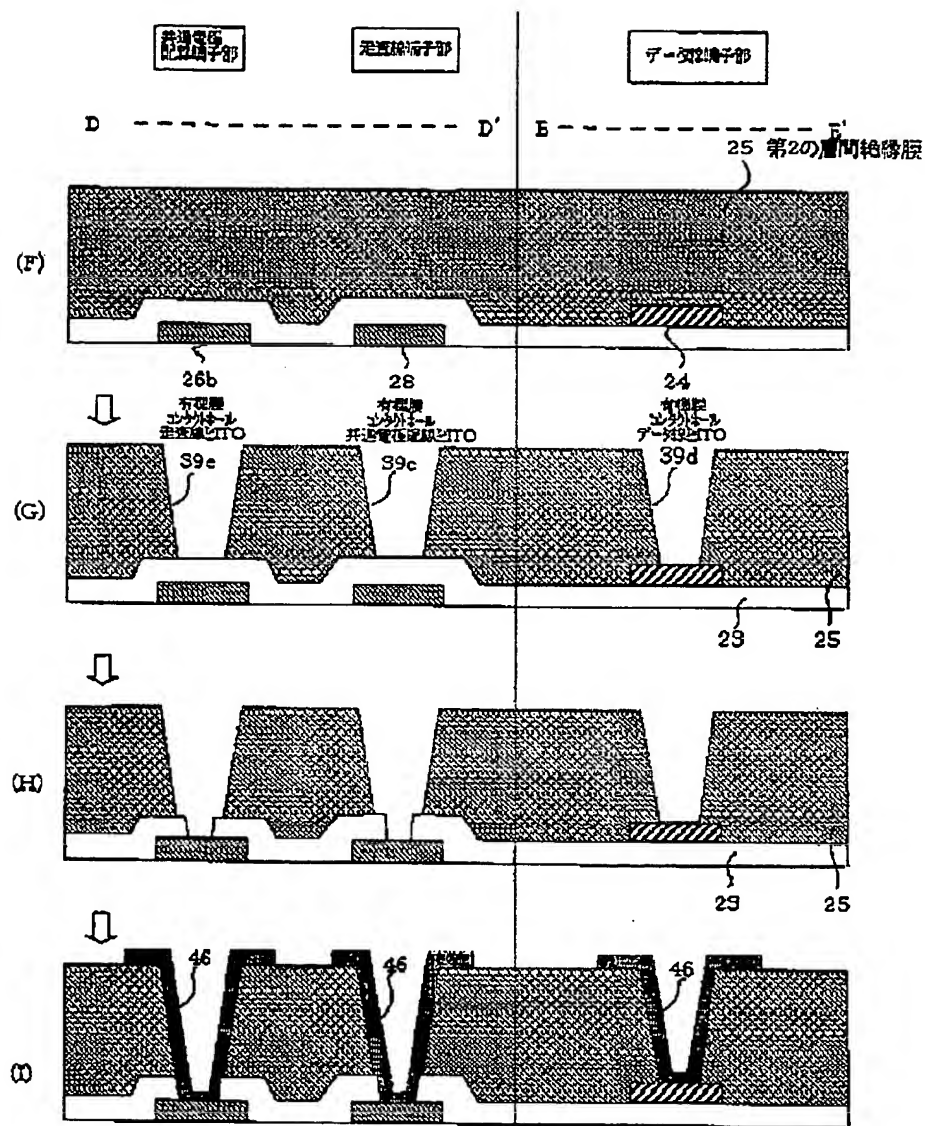 共通電極
配線端子部
走査線端子部
データ線端子部
D
D'
E
E'
25 第2の層間絶縁膜
(F)
26b
28
24
有機膜
コンタクトホール
走査線とITO
有機膜
コンタクトホール
共通電極配線とITO
有機膜
コンタクトホール
データ線とITO
39e
39c
39d
(G)
23
25
(H)
23
25
46
46
46
(I)